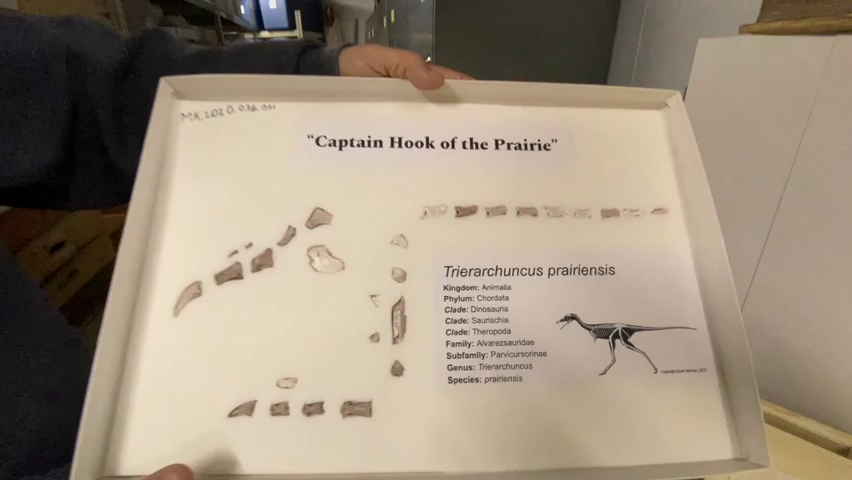 "Captain Hook of the Prairie"
Trierarchuncus prairiensis
Kingdom: Animalia
Phylum: Chordata
Clade: Dinosauria
Clade: Saurischia
Clade: Theropoda
Family: Alvarezsauridae
Subfamily: Parvicursorinae
Genus: Trierarchuncus
Species: prairiensis